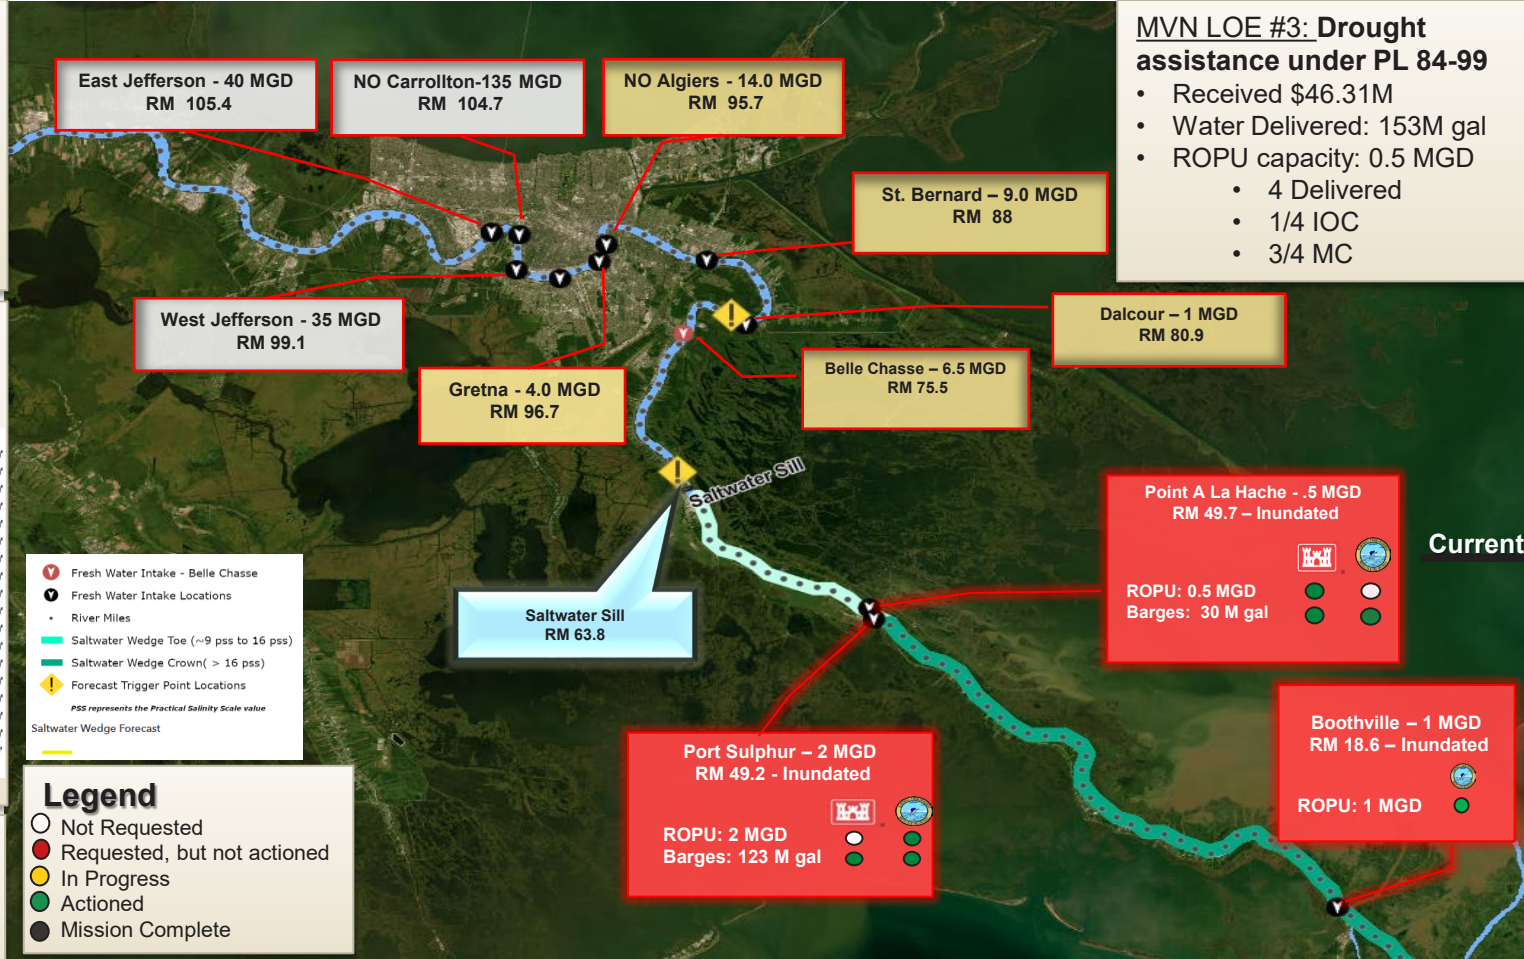 MVN LOE #3: Drought
assistance under PL 84-99
• Received $46.31M
• Water Delivered: 153M gal
• ROPU capacity: 0.5 MGD
• 4 Delivered
• 1/4 IOC
• 3/4 MC
East Jefferson - 40 MGD
RM 105.4
NO Carrollton-135 MGD
RM 104.7
NO Algiers - 14.0 MGD
RM 95.7
St. Bernard – 9.0 MGD
RM 88
West Jefferson - 35 MGD
RM 99.1
Gretna - 4.0 MGD
RM 96.7
Dalcour – 1 MGD
RM 80.9
Belle Chasse – 6.5 MGD
RM 75.5
Saltwater Sill
Saltwater Sill
RM 63.8
Point A La Hache - .5 MGD
RM 49.7 – Inundated
ROPU: 0.5 MGD
Barges: 30 M gal
Current
Port Sulphur – 2 MGD
RM 49.2 - Inundated
ROPU: 2 MGD
Barges: 123 M gal
Boothville – 1 MGD
RM 18.6 – Inundated
ROPU: 1 MGD
Fresh Water Intake - Belle Chasse
Fresh Water Intake Locations
River Miles
Saltwater Wedge Toe (~9 pss to 16 pss)
Saltwater Wedge Crown( > 16 pss)
Forecast Trigger Point Locations
PSS represents the Practical Salinity Scale value
Saltwater Wedge Forecast
Legend
Not Requested
Requested, but not actioned
In Progress
Actioned
Mission Complete